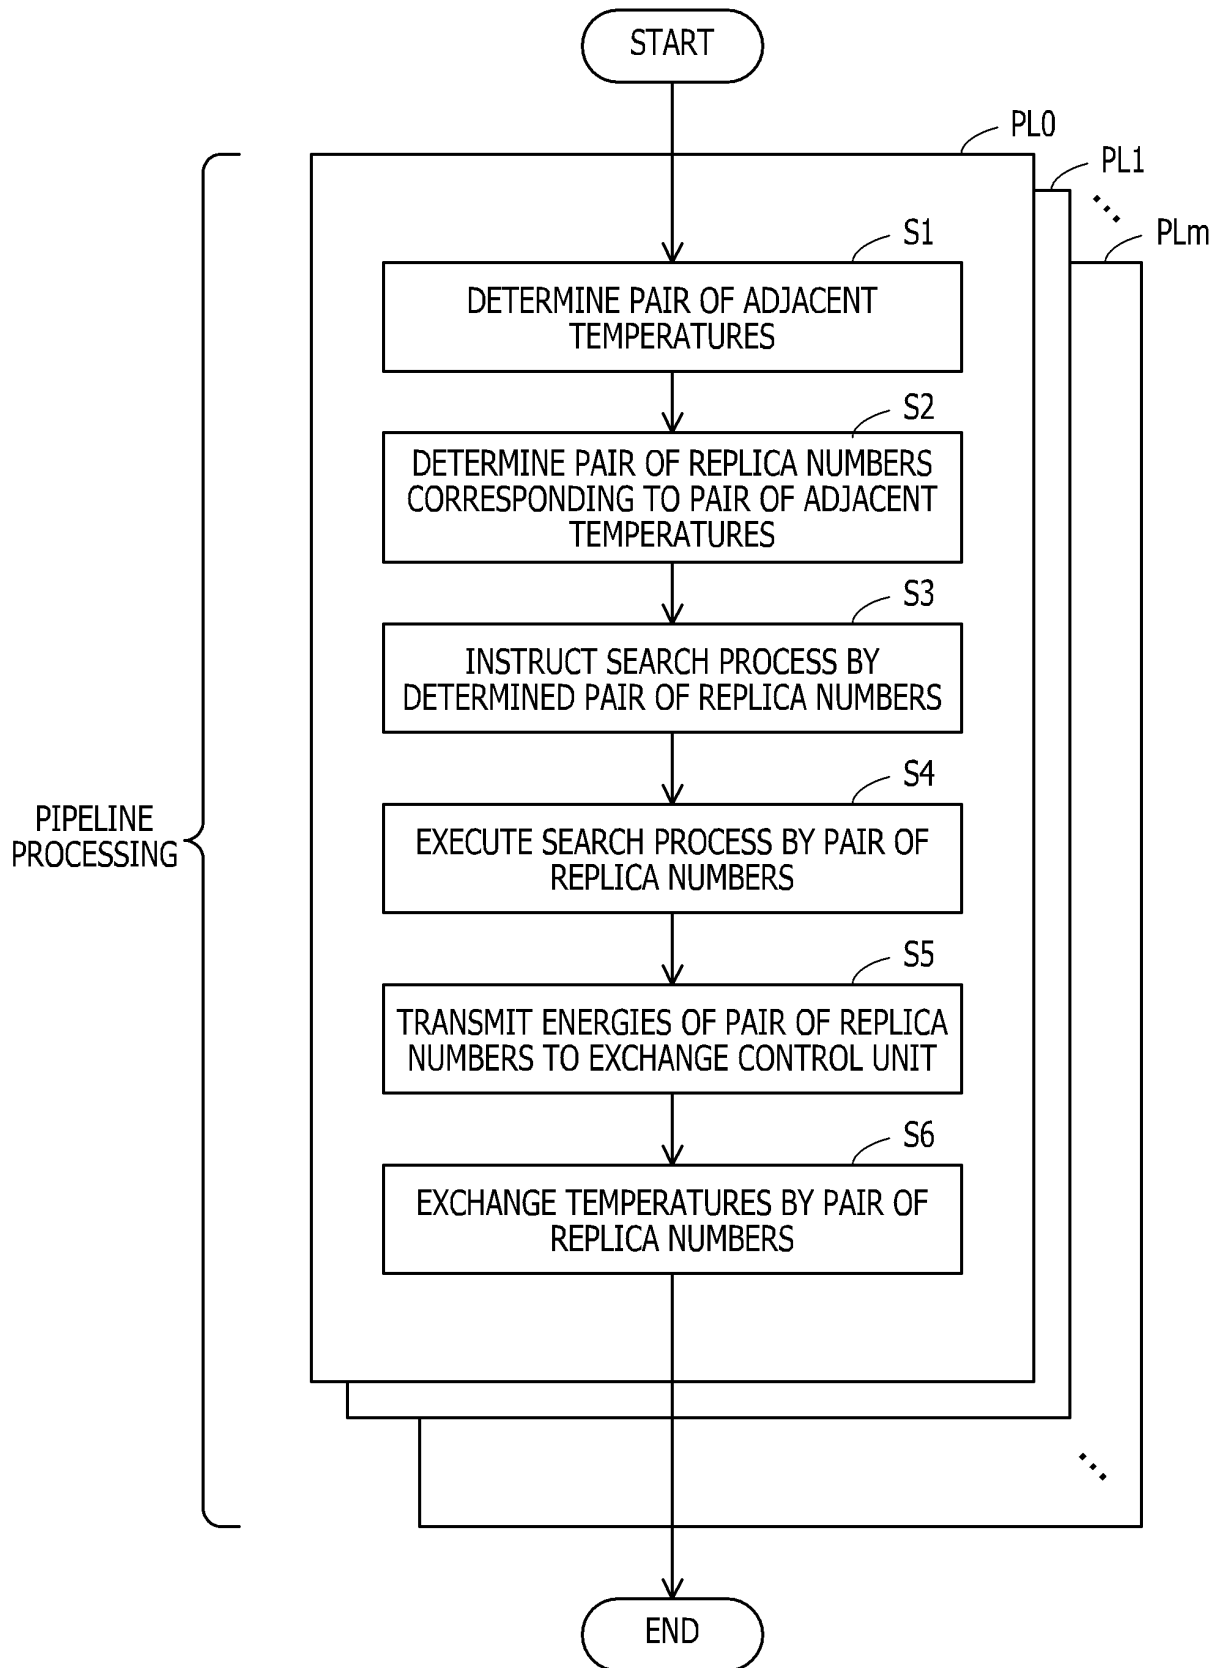 START
PL0
PL1
PLm
S1
DETERMINE PAIR OF ADJACENT
TEMPERATURES
S2
DETERMINE PAIR OF REPLICA NUMBERS
CORRESPONDING TO PAIR OF ADJACENT
TEMPERATURES
S3
INSTRUCT SEARCH PROCESS BY
DETERMINED PAIR OF REPLICA NUMBERS
S4
EXECUTE SEARCH PROCESS BY PAIR OF
REPLICA NUMBERS
PIPELINE
PROCESSING
S5
TRANSMIT ENERGIES OF PAIR OF REPLICA
NUMBERS TO EXCHANGE CONTROL UNIT
S6
EXCHANGE TEMPERATURES BY PAIR OF
REPLICA NUMBERS
END